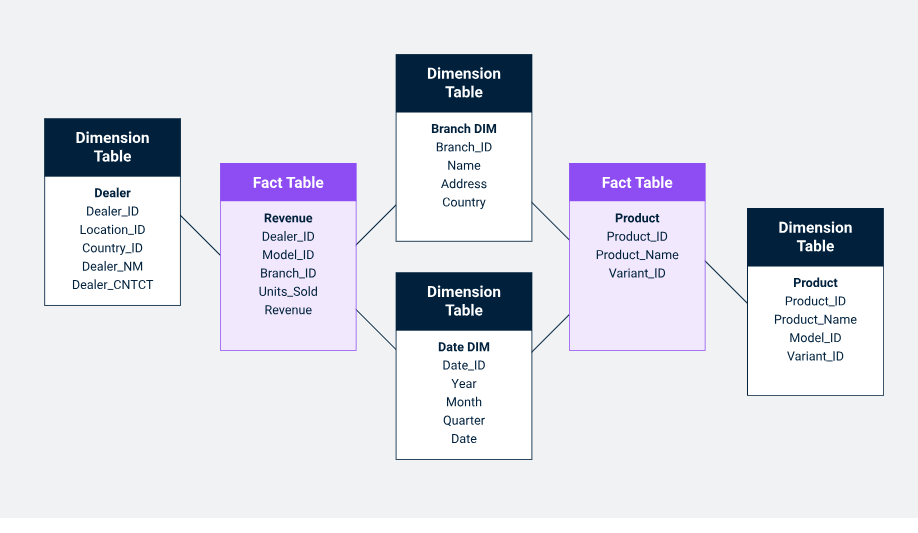 Dimension
Table
Dealer
Dealer_ID
Location_ID
Country_ID
Dealer_NM
Dealer_CNTCT
Fact Table
Revenue
Dealer_ID
Model_ID
Branch_ID
Units_Sold
Revenue
Dimension
Table
Branch DIM
Branch_ID
Name
Address
Country
Dimension
Table
Date DIM
Date_ID
Year
Month
Quarter
Date
Fact Table
Product
Product_ID
Product_Name
Variant_ID
Dimension
Table
Product
Product_ID
Product_Name
Model_ID
Variant_ID